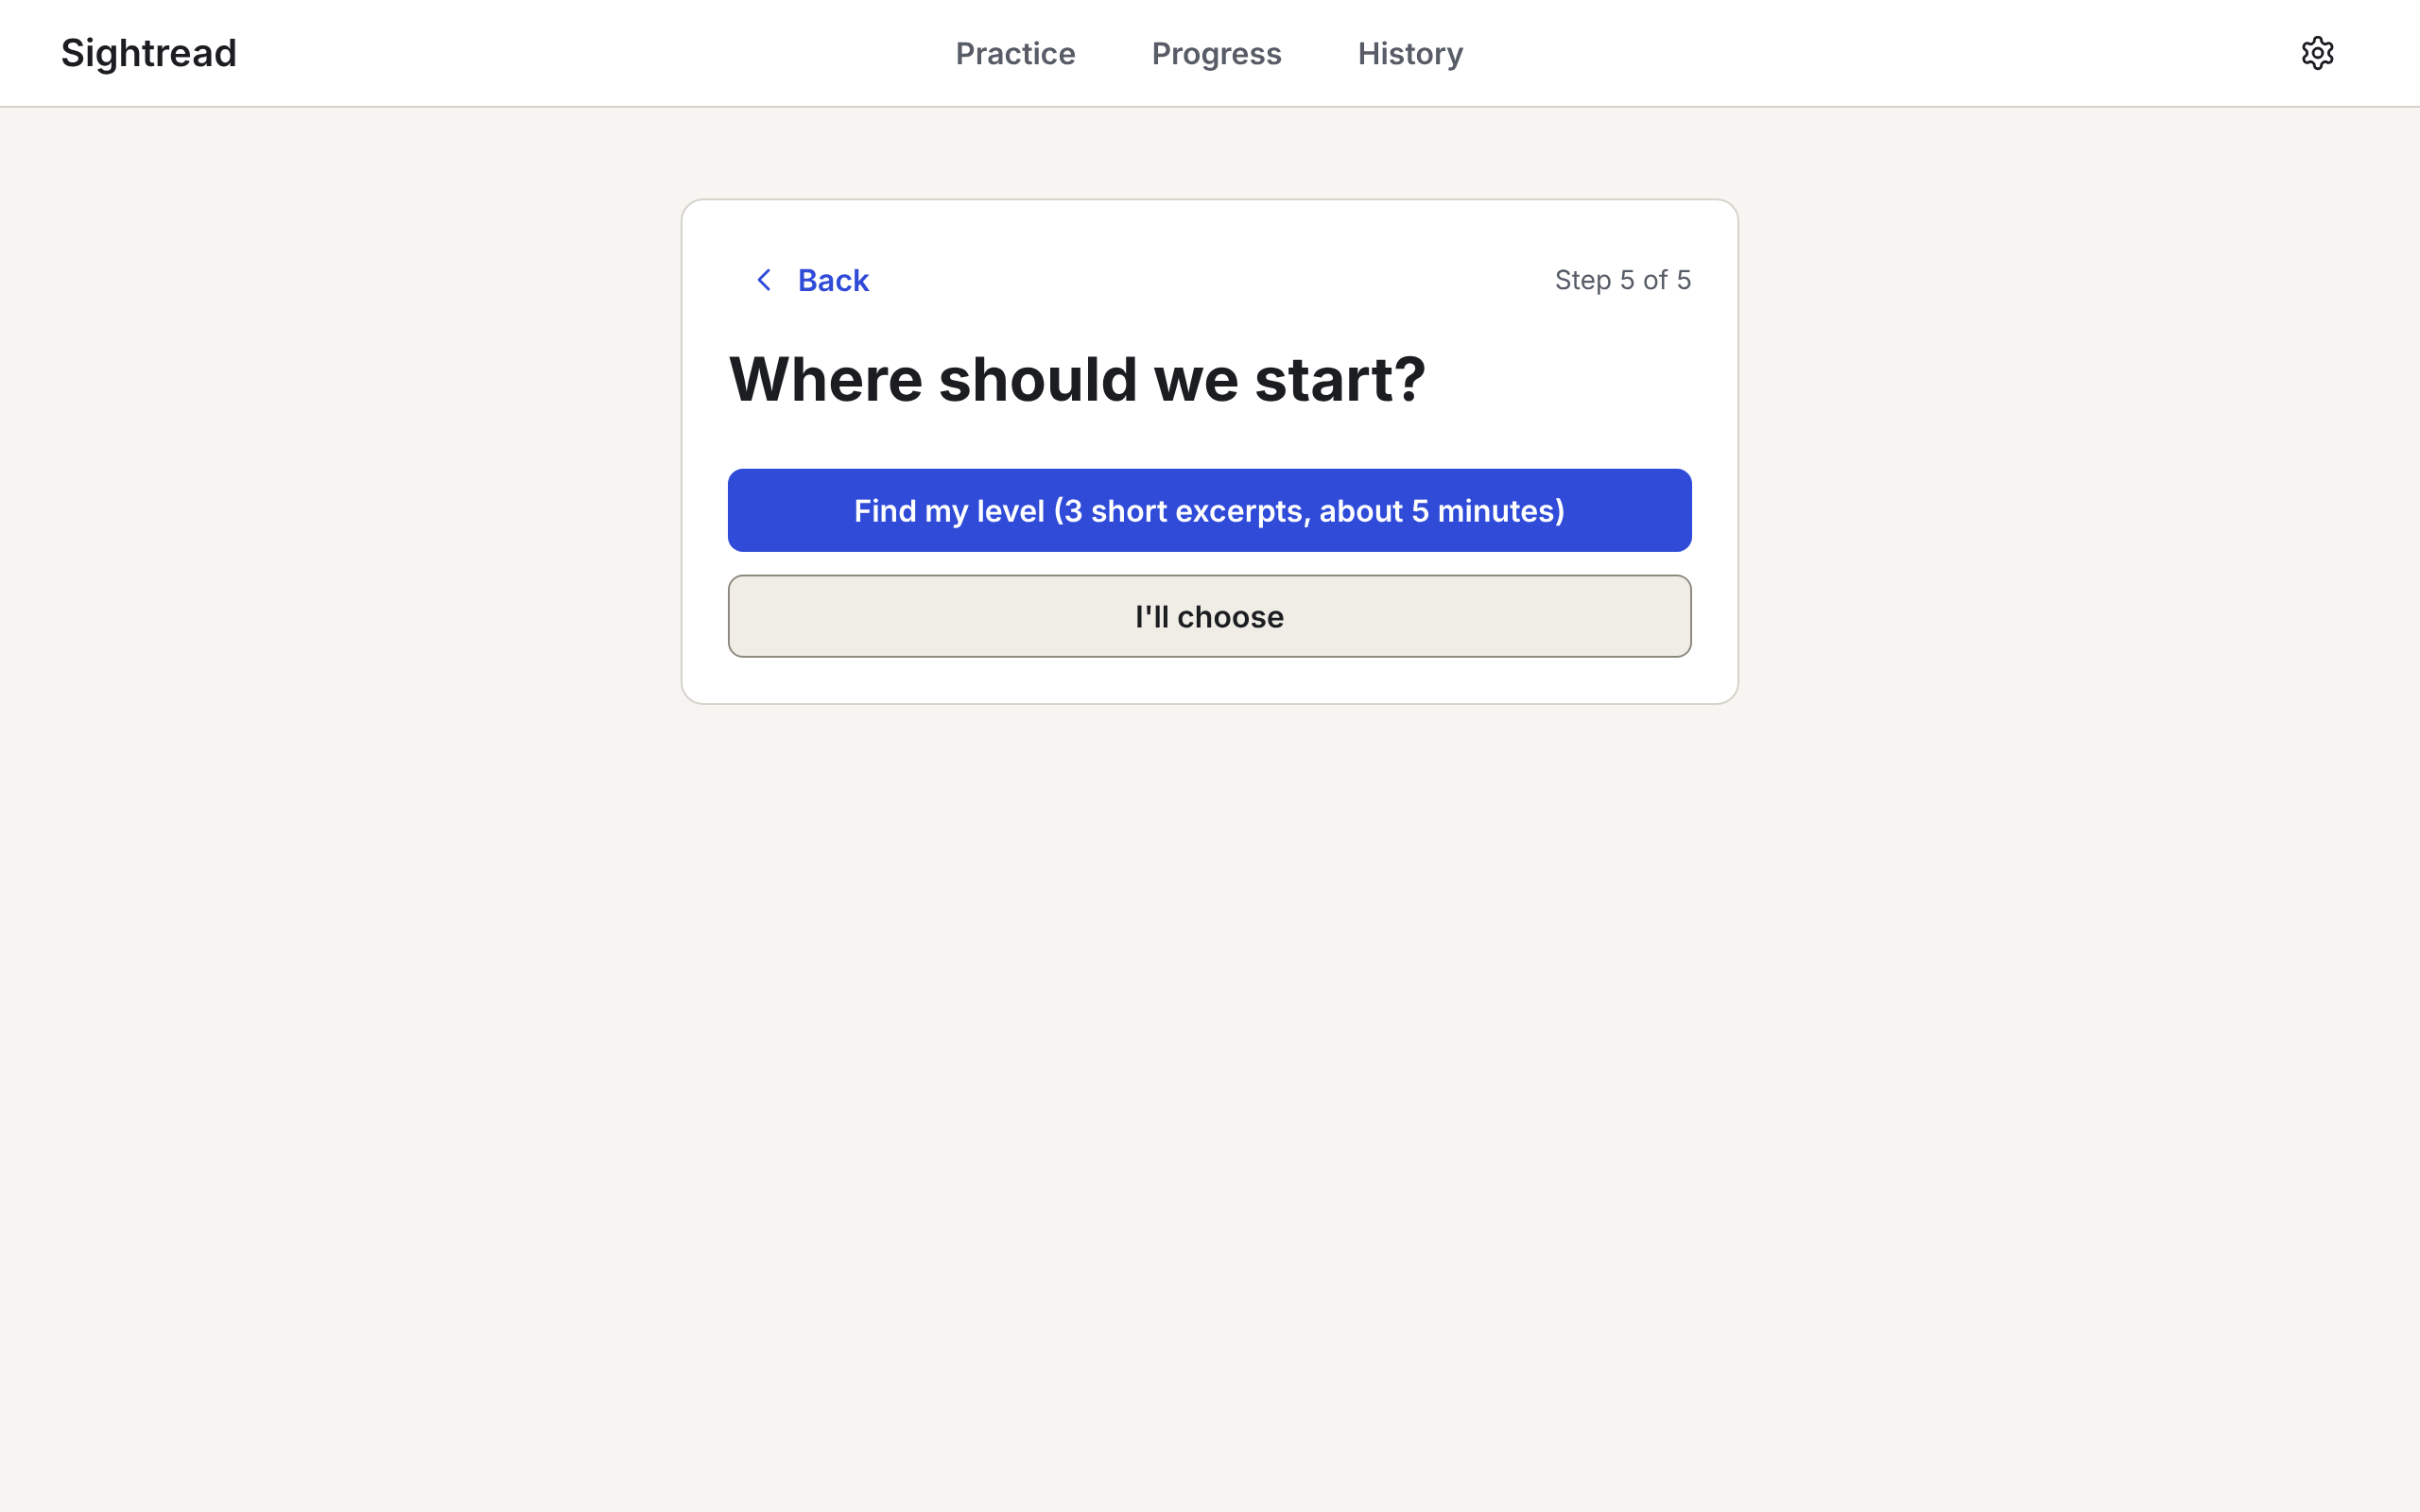 Sightread
Practice
Progress
History
Back
Step 5 of 5
Where should we start?
Find my level (3 short excerpts, about 5 minutes)
I'll choose